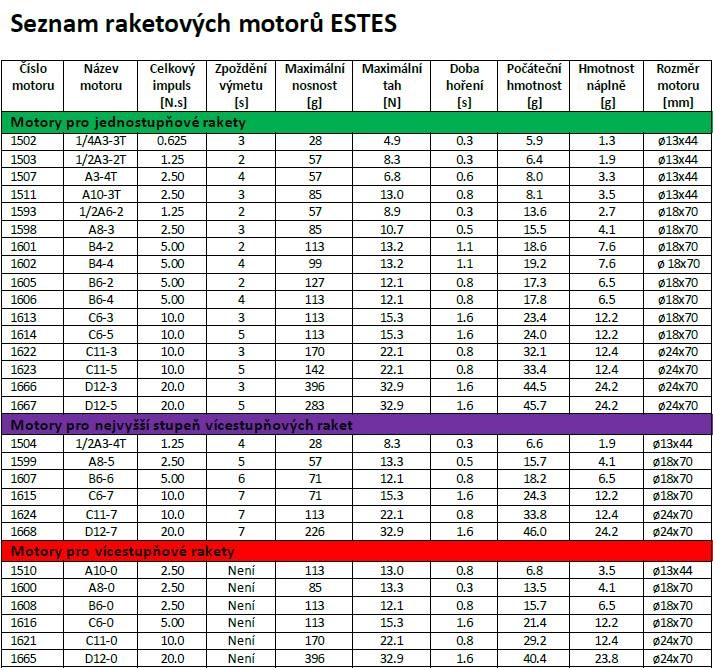 Seznam raketových motorů ESTES
Číslo motoru Název motoru Celkový impuls [N.s] Zpoždění výmetu [s] Maximální nosnost [g] Maximální tah [N] Doba hoření [s] Počáteční hmotnost [g] Hmotnost náplně [g] Rozměr motoru [mm]
Motory pro jednostupňové rakety
1502 1/4A3-3T 0.625 3 28 4.9 0.3 5.9 1.3 ø13x44
1503 1/2A3-2T 1.25 2 57 8.3 0.3 6.4 1.9 ø13x44
1507 A3-4T 2.50 4 57 6.8 0.6 8.0 3.3 ø13x44
1511 A10-3T 2.50 3 85 13.0 0.8 8.1 3.5 ø13x44
1593 1/2A6-2 1.25 2 57 8.9 0.3 13.6 2.7 ø18x70
1598 A8-3 2.50 3 85 10.7 0.5 15.5 4.1 ø18x70
1601 B4-2 5.00 2 113 13.2 1.1 18.6 7.6 ø18x70
1602 B4-4 5.00 4 99 13.2 1.1 19.2 7.6 ø 18x70
1605 B6-2 5.00 2 127 12.1 0.8 17.3 6.5 ø18x70
1606 B6-4 5.00 4 113 12.1 0.8 17.8 6.5 ø18x70
1613 C6-3 10.0 3 113 15.3 1.6 23.4 12.2 ø18x70
1614 C6-5 10.0 5 113 15.3 1.6 24.0 12.2 ø18x70
1622 C11-3 10.0 3 170 22.1 0.8 32.1 12.4 ø24x70
1623 C11-5 10.0 5 142 22.1 0.8 33.4 12.4 ø24x70
1666 D12-3 20.0 3 396 32.9 1.6 44.5 24.2 ø24x70
1667 D12-5 20.0 5 283 32.9 1.6 45.7 24.2 ø24x70
Motory pro nejvyšší stupeň vícestupňových raket
1504 1/2A3-4T 1.25 4 28 8.3 0.3 6.6 1.9 ø13x44
1599 A8-5 2.50 5 57 13.3 0.5 15.7 4.1 ø18x70
1607 B6-6 5.00 6 71 12.1 0.8 18.2 6.5 ø18x70
1615 C6-7 10.0 7 71 15.3 1.6 24.3 12.2 ø18x70
1624 C11-7 10.0 7 113 22.1 0.8 33.8 12.4 ø24x70
1668 D12-7 20.0 7 226 32.9 1.6 46.0 24.2 ø24x70
Motory pro vícestupňové rakety
1510 A10-0 2.50 Není 113 13.0 0.8 6.8 3.5 ø13x44
1600 A8-0 2.50 Není 85 13.3 0.3 13.5 4.1 ø18x70
1608 B6-0 2.50 Není 113 12.1 0.8 15.7 6.5 ø18x70
1616 C6-0 5.00 Není 113 15.3 1.6 21.4 12.2 ø18x70
1621 C11-0 10.0 Není 170 22.1 0.8 29.2 12.4 ø24x70
1665 D12-0 20.0 Není 396 32.4 1.6 40.4 23.8 ø24x70